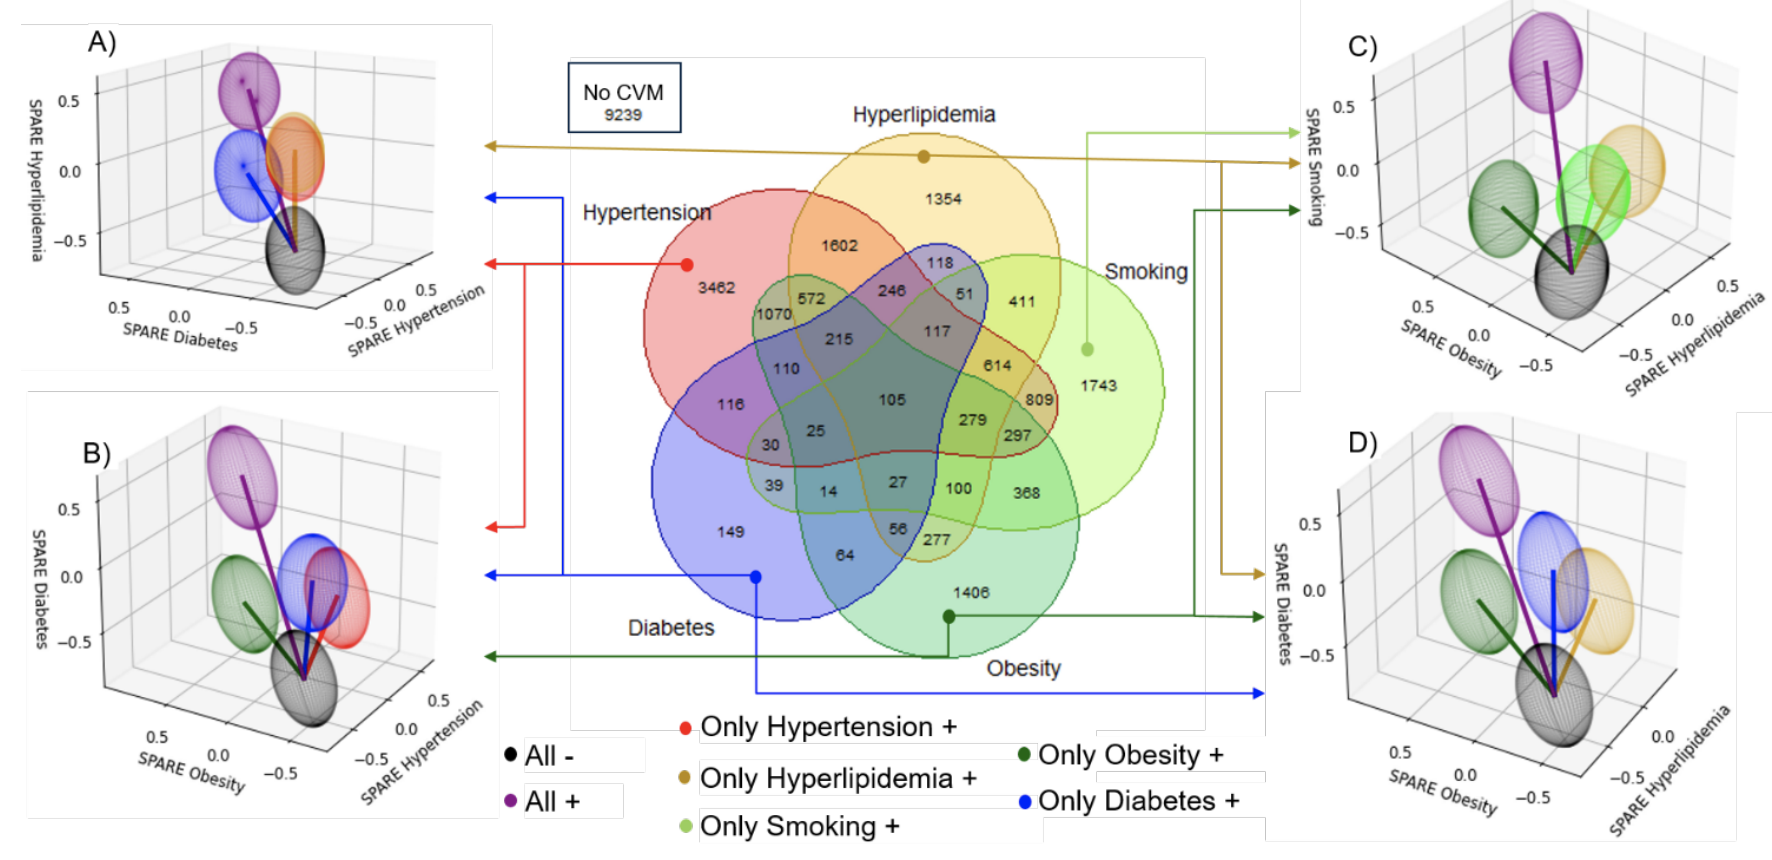 A)
SPARE Hyperlipidemia
0.5
0.0
−0.5
0.5
0.0
−0.5
SPARE Diabetes
−0.5
0.0
0.5
SPARE Hypertension
B)
SPARE Diabetes
0.5
0.0
−0.5
0.5
0.0
−0.5
SPARE Obesity
−0.5
0.0
0.5
SPARE Hypertension
No CVM
9239
Hyperlipidemia
Hypertension
Smoking
Diabetes
Obesity
1354
1602
118
3462
572
246
51
411
1070
215
117
110
614
1743
116
105
809
25
279
297
30
39
14
27
100
368
149
64
56
277
1406
All -
All +
Only Hypertension +
Only Hyperlipidemia +
Only Smoking +
Only Obesity +
Only Diabetes +
C)
SPARE Smoking
0.5
0.0
−0.5
0.5
0.0
−0.5
SPARE Obesity
−0.5
0.0
0.5
SPARE Hyperlipidemia
D)
SPARE Diabetes
0.5
0.0
−0.5
0.5
0.0
−0.5
SPARE Obesity
−0.5
0.0
SPARE Hyperlipidemia